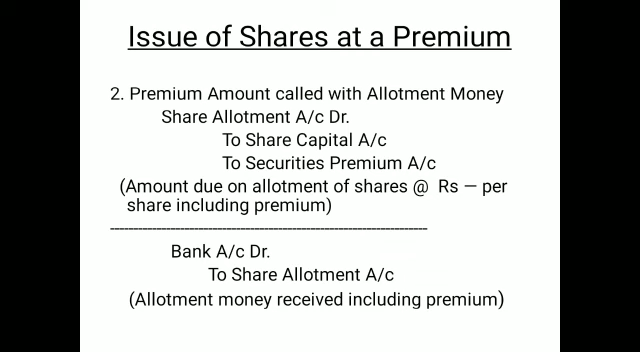 Issue of Shares at a Premium
2. Premium Amount called with Allotment Money
Share Allotment A/c Dr.
To Share Capital A/c
To Securities Premium A/c
(Amount due on allotment of shares @ Rs — per
share including premium)
--------------------------------------------------------------------
Bank A/c Dr.
To Share Allotment A/c
(Allotment money received including premium)